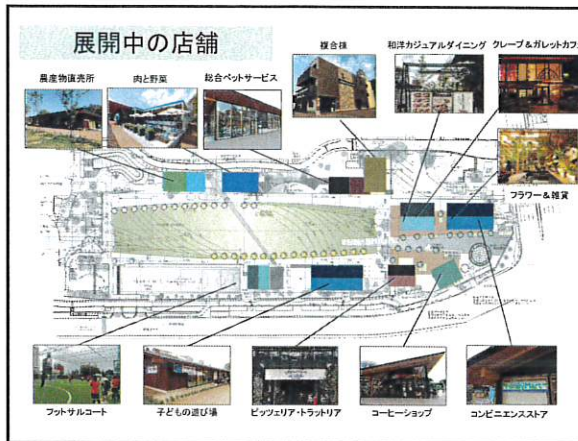 展開中の店舗
農産物直売所
肉と野菜
総合ペットサービス
複合棟
和洋カジュアルダイニング
クレープ&ガレットカフェ
フラワー&雑貨
フットサルコート
子どもの遊び場
ピッツェリア・トラットリア
コーヒーショップ
コンビニエンスストア